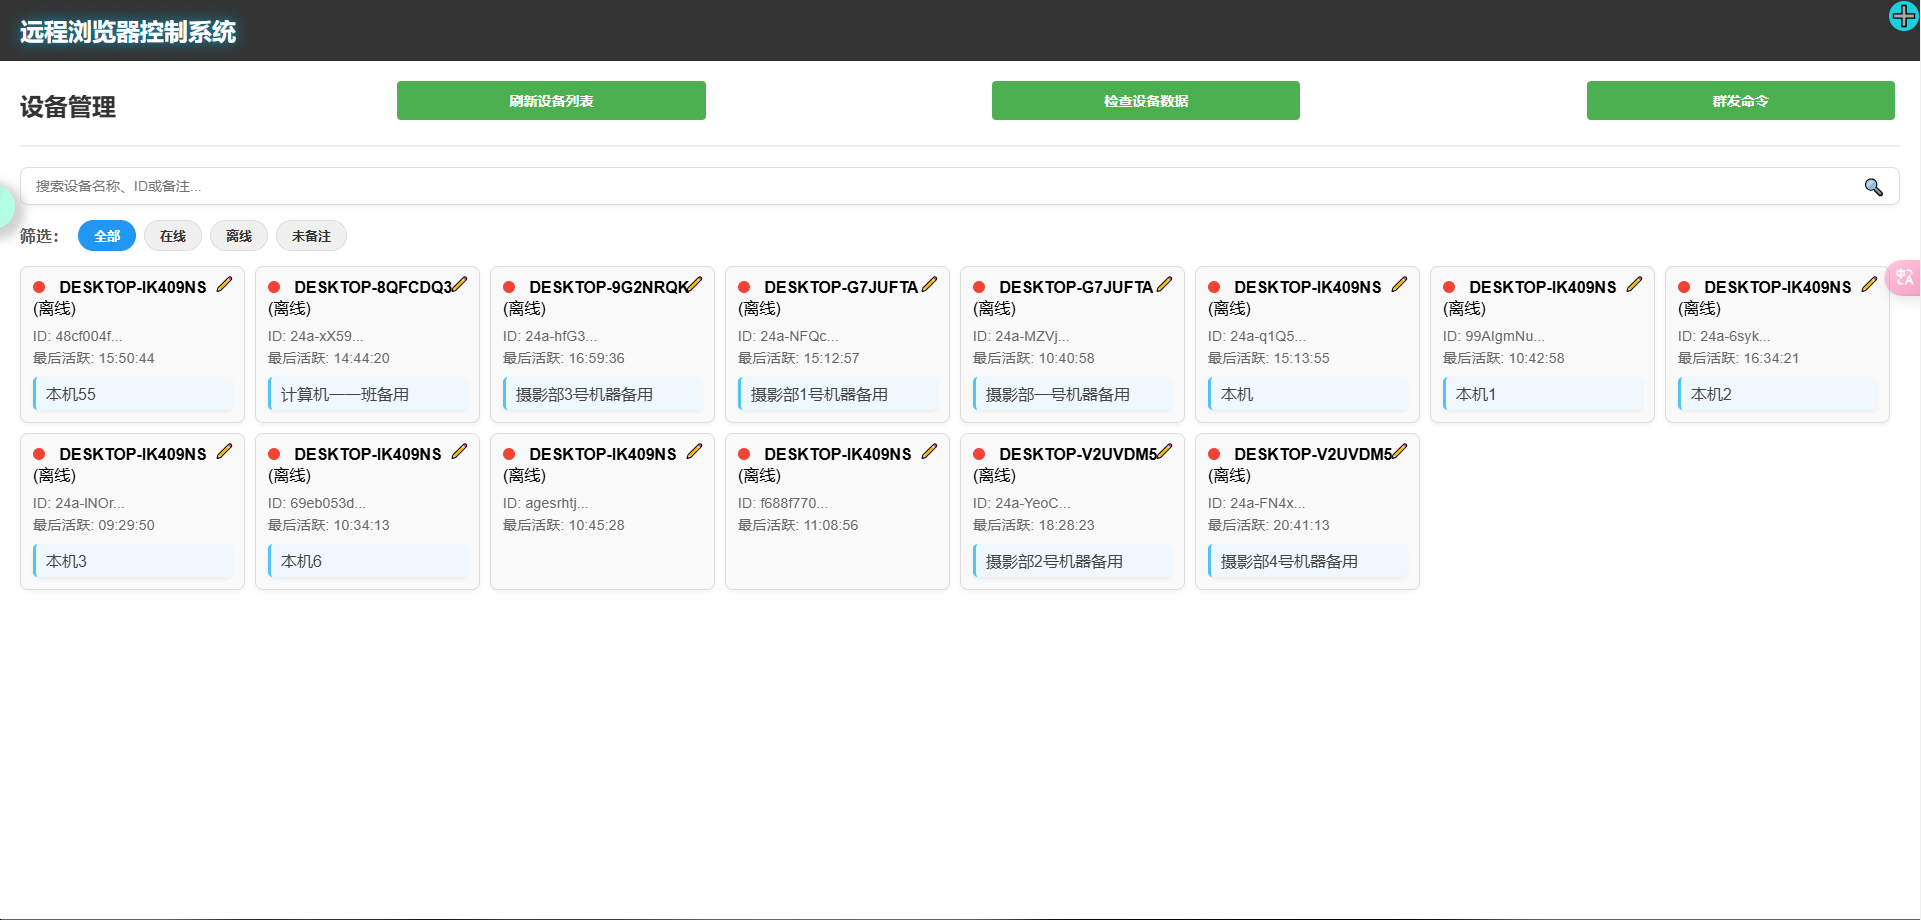 远程浏览器控制系统
设备管理
刷新设备列表
检查设备数据
群发命令
搜索设备名称、ID或备注...
筛选：
全部
在线
离线
未备注
DESKTOP-IK409NS
(离线)
ID: 48cf004f...
最后活跃: 15:50:44
本机55
DESKTOP-8QFCDQ3
(离线)
ID: 24a-xX59...
最后活跃: 14:44:20
计算机一一班备用
DESKTOP-9G2NRQK
(离线)
ID: 24a-hfG3...
最后活跃: 16:59:36
摄影部3号机器备用
DESKTOP-G7JUFTA
(离线)
ID: 24a-NFQc...
最后活跃: 15:12:57
摄影部1号机器备用
DESKTOP-G7JUFTA
(离线)
ID: 24a-MZVj...
最后活跃: 10:40:58
摄影部一号机器备用
DESKTOP-IK409NS
(离线)
ID: 24a-q1Q5...
最后活跃: 15:13:55
本机
DESKTOP-IK409NS
(离线)
ID: 99AIgmNu...
最后活跃: 10:42:58
本机1
DESKTOP-IK409NS
(离线)
ID: 24a-6syk...
最后活跃: 16:34:21
本机2
DESKTOP-IK409NS
(离线)
ID: 24a-INOr...
最后活跃: 09:29:50
本机3
DESKTOP-IK409NS
(离线)
ID: 69eb053d...
最后活跃: 10:34:13
本机6
DESKTOP-IK409NS
(离线)
ID: agesrhtj...
最后活跃: 10:45:28
DESKTOP-IK409NS
(离线)
ID: f688f770...
最后活跃: 11:08:56
DESKTOP-V2UVDM5
(离线)
ID: 24a-YeoC...
最后活跃: 18:28:23
摄影部2号机器备用
DESKTOP-V2UVDM5
(离线)
ID: 24a-FN4x...
最后活跃: 20:41:13
摄影部4号机器备用